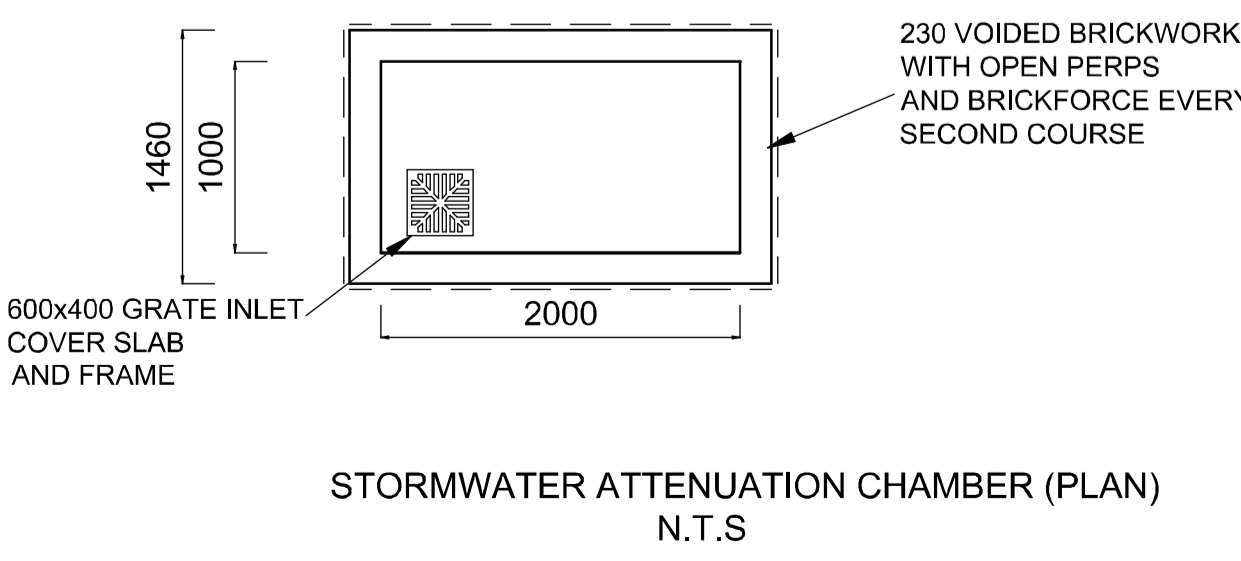 230 VOIDED BRICKWORK
WITH OPEN PERPS
AND BRICKFORCE EVERY
SECOND COURSE
1460
1000
600x400 GRATE INLET
COVER SLAB
AND FRAME
2000
STORMWATER ATTENUATION CHAMBER (PLAN)
N.T.S